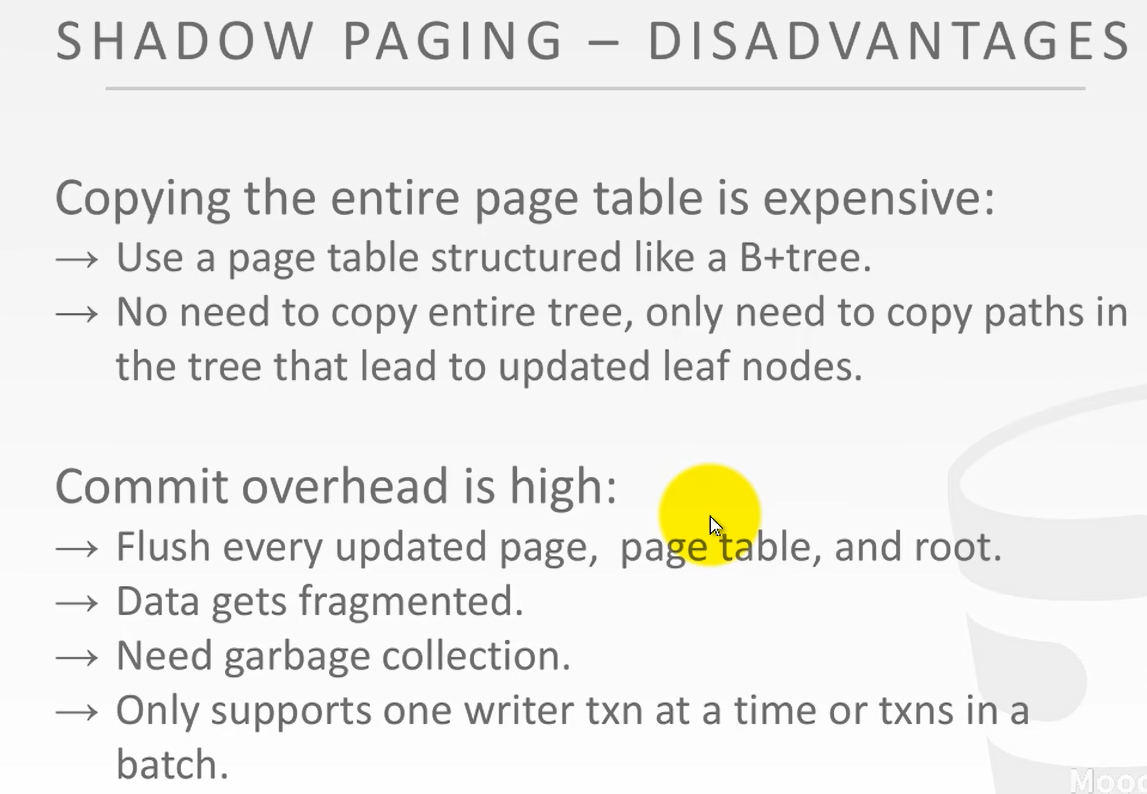 SHADOW PAGING – DISADVANTAGES
Copying the entire page table is expensive:
→ Use a page table structured like a B+tree.
→ No need to copy entire tree, only need to copy paths in
the tree that lead to updated leaf nodes.
Commit overhead is high:
→ Flush every updated page,  page table, and root.
→ Data gets fragmented.
→ Need garbage collection.
→ Only supports one writer txn at a time or txns in a
batch.